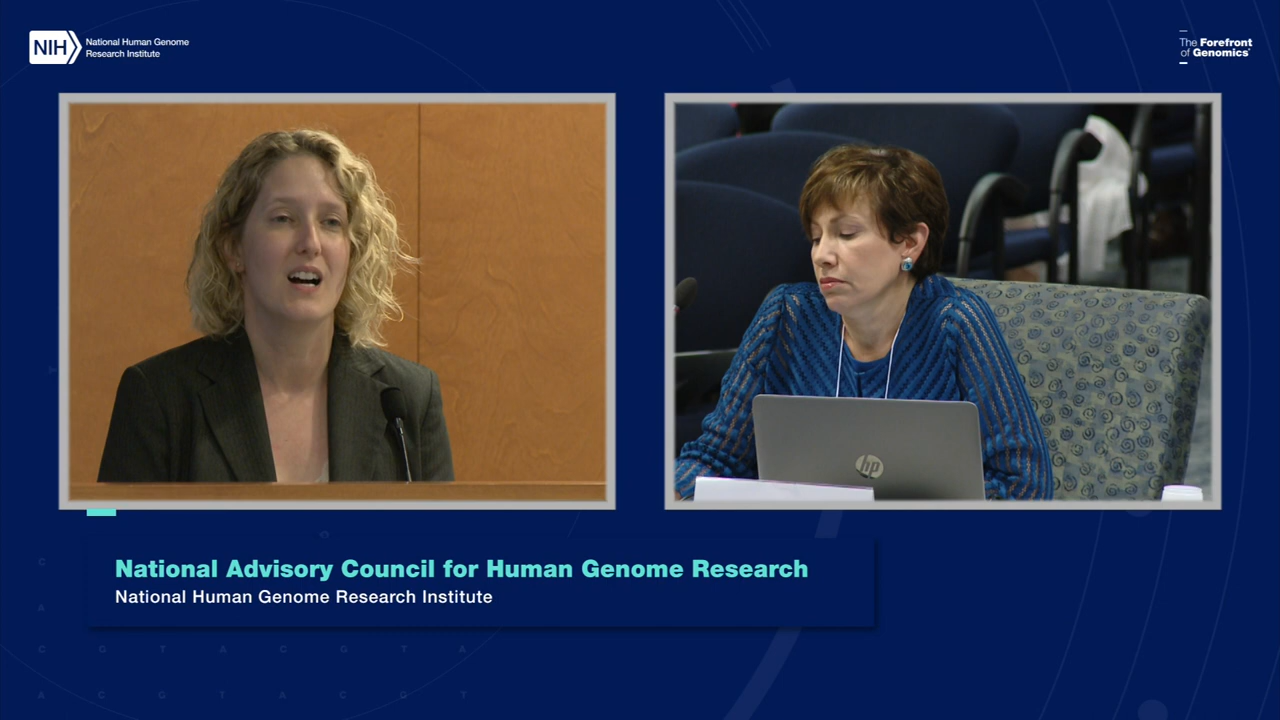 NIH
National Human Genome
Research Institute
The Forefront
of Genomics
hp
National Advisory Council for Human Genome Research
National Human Genome Research Institute
C
A
C G T A C G T A
A C G T A C G T